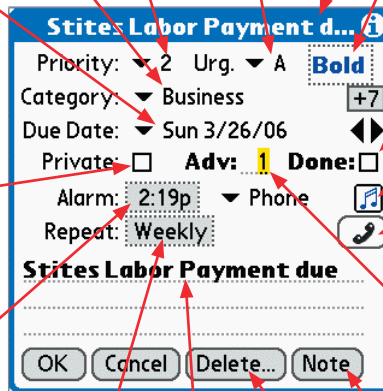 Stites Labor Payment d... i
Priority: 2 Urg. A Bold
Category: Business +7
Due Date: Sun 3/26/06
Private: Adv: 1 Done:
Alarm: 2:19p Phone
Repeat: Weekly
Stites Labor Payment due
OK Cancel Delete... Note